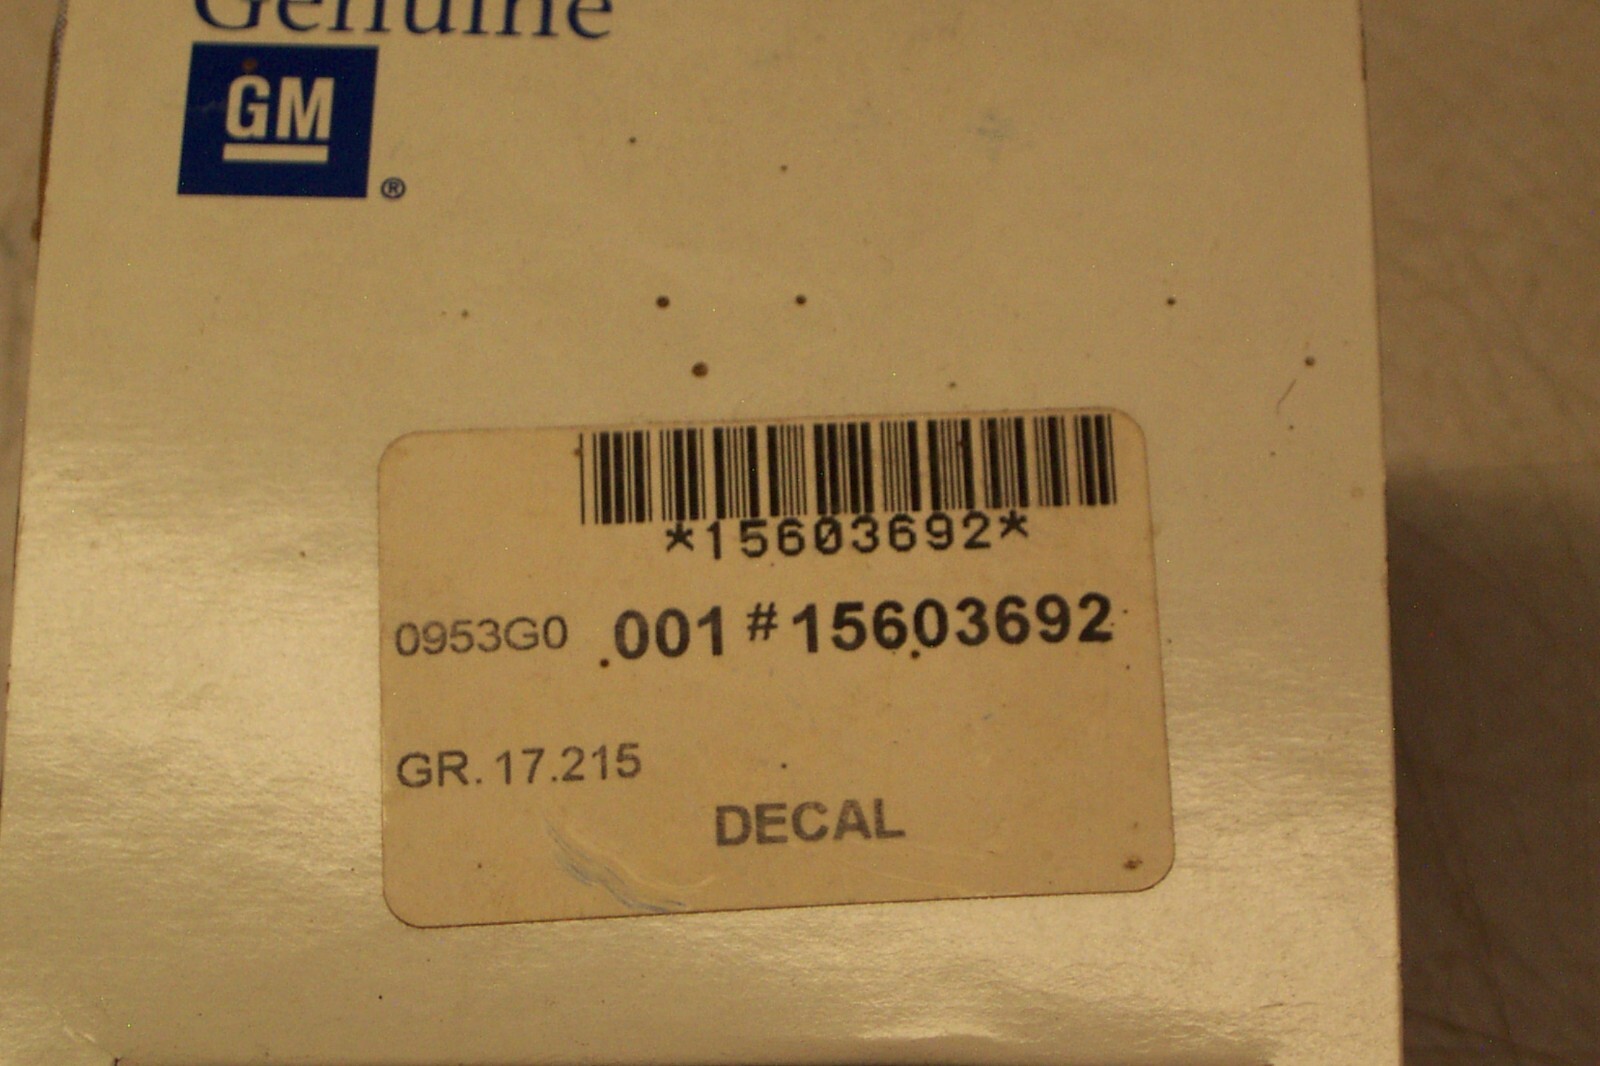 Genuine
GM
®
*15603692*
0953G0 001 # 15603692
GR. 17.215
DECAL